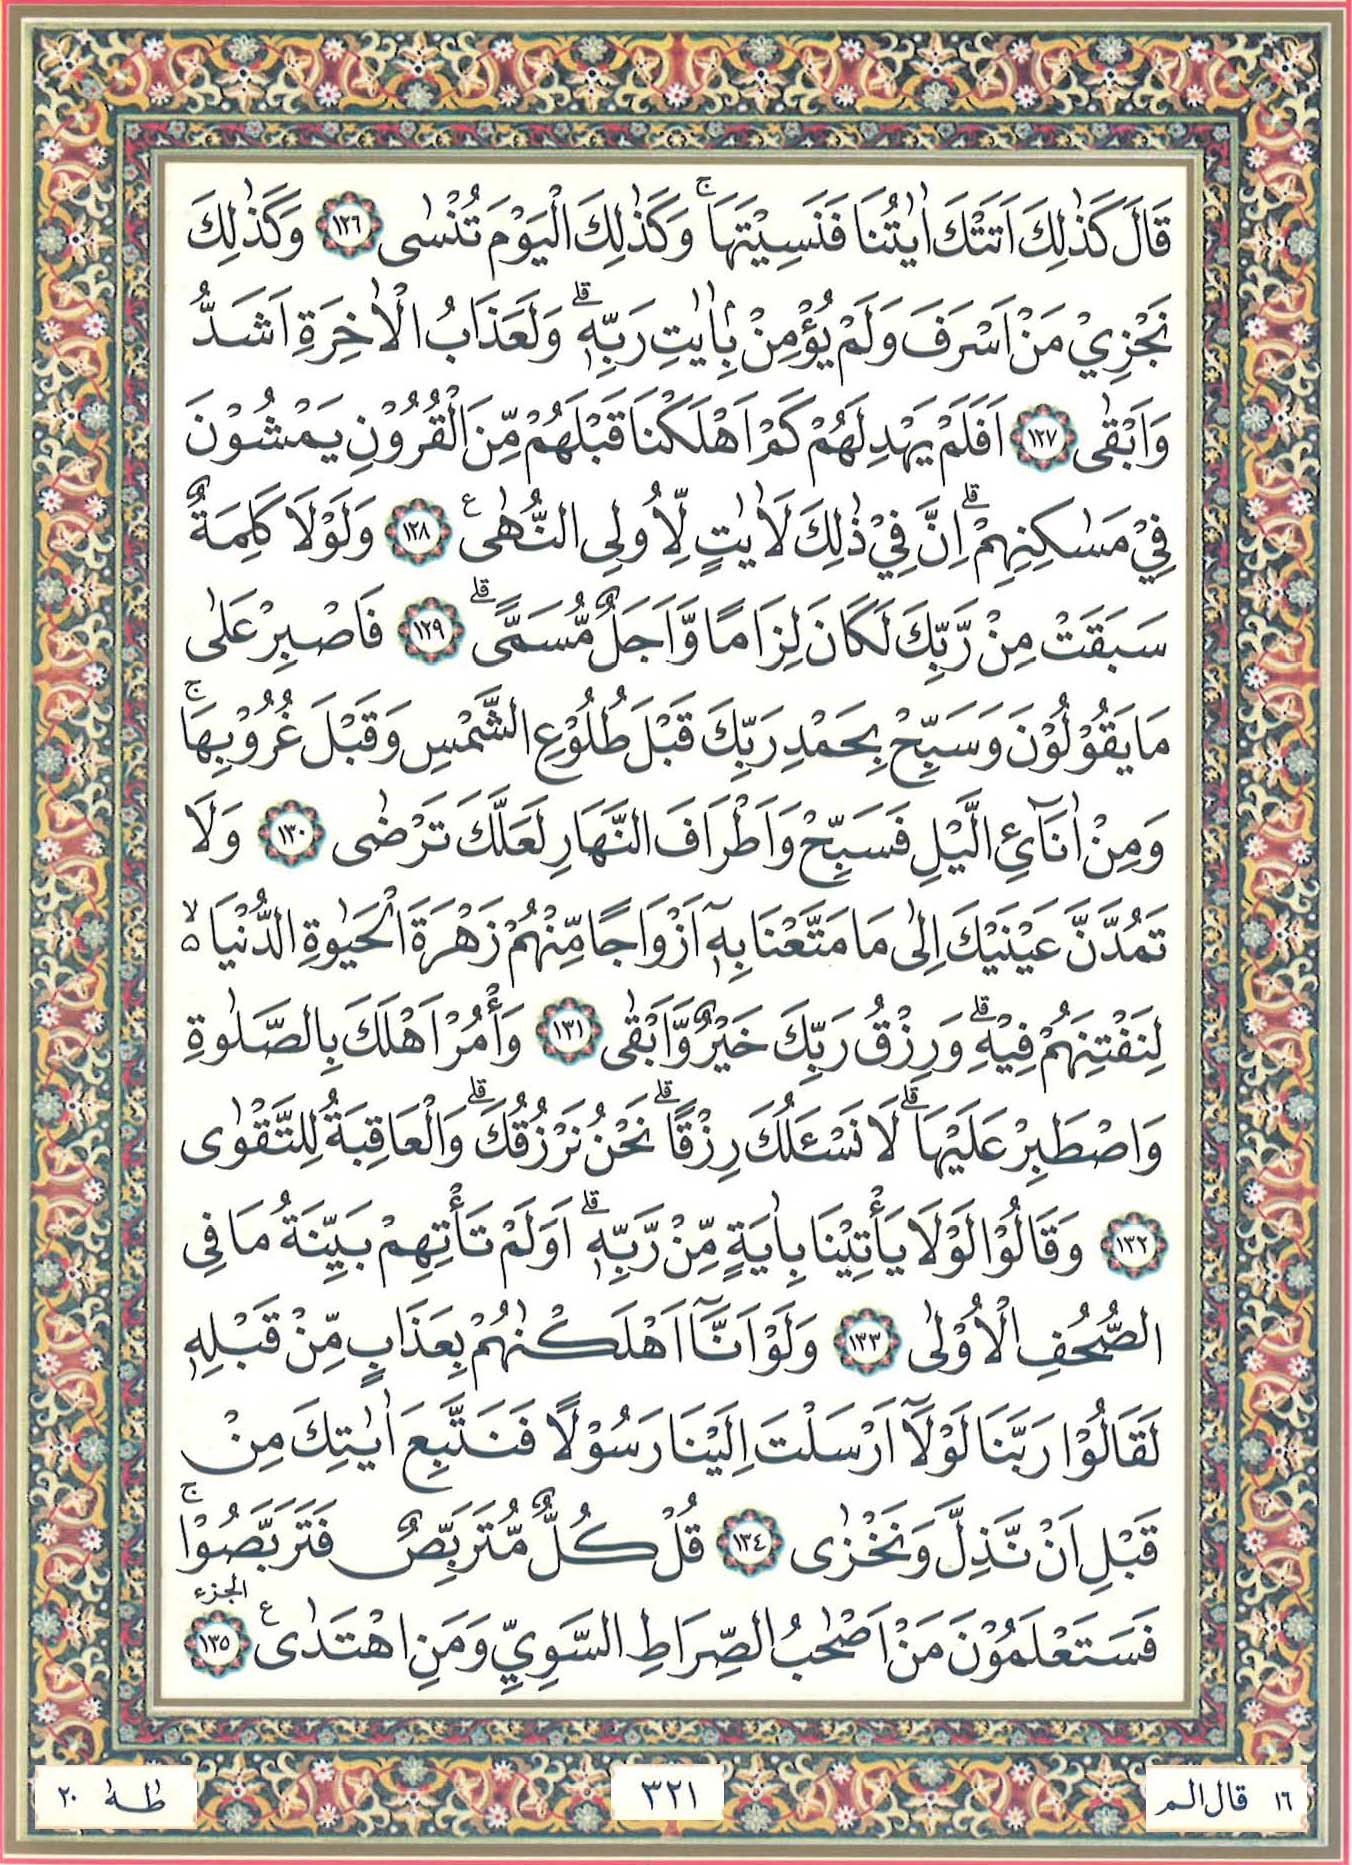 قَالَ كَذٰلِكَ اَتَتْكَ اٰيٰتُنَا فَنَسِيْتَهَا ۚ وَكَذٰلِكَ الْيَوْمَ تُنْسٰى ﴿١٢٦﴾ وَكَذٰلِكَ
نَجْزِيْ مَنْ اَسْرَفَ وَلَمْ يُؤْمِنْ بِاٰيٰتِ رَبِّهٖ ۗ وَلَعَذَابُ الْاٰخِرَةِ اَشَدُّ
وَاَبْقٰى ﴿١٢٧﴾ اَفَلَمْ يَهْدِ لَهُمْ كَمْ اَهْلَكْنَا قَبْلَهُمْ مِّنَ الْقُرُوْنِ يَمْشُوْنَ
فِيْ مَسٰكِنِهِمْ ۗ اِنَّ فِيْ ذٰلِكَ لَاٰيٰتٍ لِّاُولِى النُّهٰى ࣖ ﴿١٢٨﴾ وَلَوْلَا كَلِمَةٌ
سَبَقَتْ مِنْ رَّبِّكَ لَكَانَ لِزَامًا وَّاَجَلٌ مُّسَمًّى ۗ ﴿١٢٩﴾ فَاصْبِرْ عَلٰى
مَا يَقُوْلُوْنَ وَسَبِّحْ بِحَمْدِ رَبِّكَ قَبْلَ طُلُوْعِ الشَّمْسِ وَقَبْلَ غُرُوْبِهَا ۚ
وَمِنْ اٰنَاۤئِ الَّيْلِ فَسَبِّحْ وَاَطْرَافَ النَّهَارِ لَعَلَّكَ تَرْضٰى ﴿١٣٠﴾ وَلَا
تَمُدَّنَّ عَيْنَيْكَ اِلٰى مَا مَتَّعْنَا بِهٖٓ اَزْوَاجًا مِّنْهُمْ زَهْرَةَ الْحَيٰوةِ الدُّنْيَا ۙ
لِنَفْتِنَهُمْ فِيْهِ ۗ وَرِزْقُ رَبِّكَ خَيْرٌ وَّاَبْقٰى ﴿١٣١﴾ وَأْمُرْ اَهْلَكَ بِالصَّلٰوةِ
وَاصْطَبِرْ عَلَيْهَا ۗ لَا نَسْـَٔلُكَ رِزْقًا ۗ نَحْنُ نَرْزُقُكَ ۗ وَالْعَاقِبَةُ لِلتَّقْوٰى
﴿١٣٢﴾ وَقَالُوْا لَوْلَا يَأْتِيْنَا بِاٰيَةٍ مِّنْ رَّبِّهٖ ۗ اَوَلَمْ تَأْتِهِمْ بَيِّنَةُ مَا فِى
الصُّحُفِ الْاُوْلٰى ﴿١٣٣﴾ وَلَوْ اَنَّآ اَهْلَكْنٰهُمْ بِعَذَابٍ مِّنْ قَبْلِهٖ
لَقَالُوْا رَبَّنَا لَوْلَآ اَرْسَلْتَ اِلَيْنَا رَسُوْلًا فَنَتَّبِعَ اٰيٰتِكَ مِنْ
قَبْلِ اَنْ نَّذِلَّ وَنَخْزٰى ﴿١٣٤﴾ قُلْ كُلٌّ مُّتَرَبِّصٌ فَتَرَبَّصُوْا ۚ
الجزء
فَسَتَعْلَمُوْنَ مَنْ اَصْحٰبُ الصِّرَاطِ السَّوِيِّ وَمَنِ اهْتَدٰى ࣖ ﴿١٣٥﴾
١٦ قال الم
٣٢١
طٰهٰ ٢٠